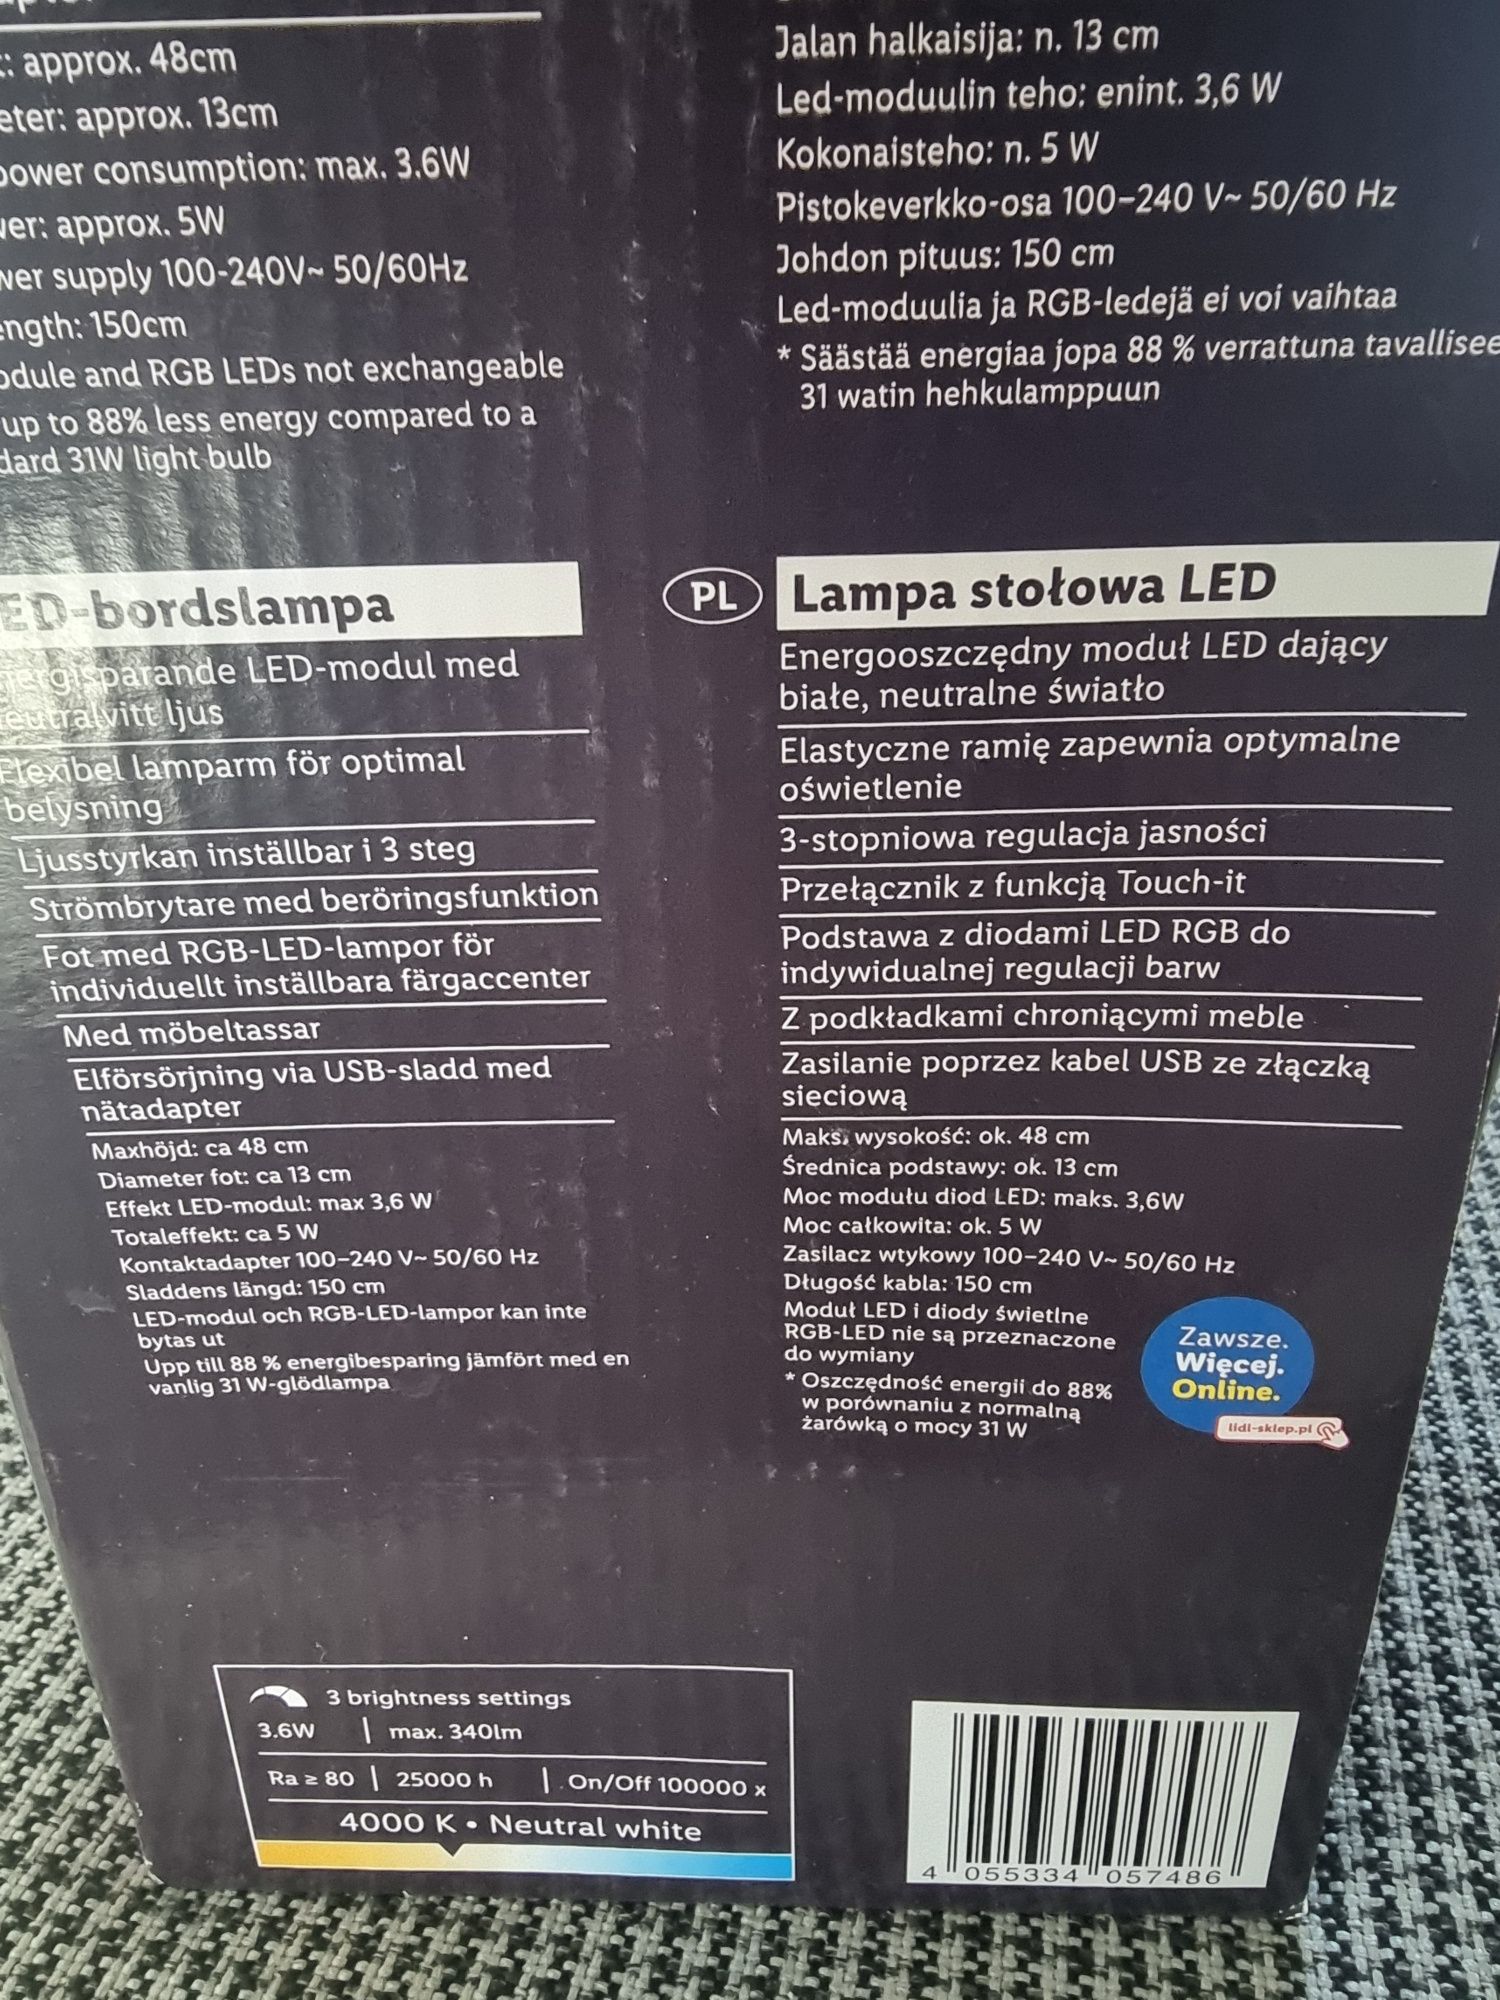 approx. 48cm
approx. 13cm
power consumption: max. 3.6W
approx. 5W
supply 100-240V~ 50/60Hz
150cm
and RGB LEDs not exchangeable
up to 88% less energy compared to a
31W light bulb
Jalan halkaisija: n. 13 cm
Led-moduulin teho: enint. 3,6 W
Kokonaisteho: n. 5 W
Pistokeverkko-osa 100–240 V~ 50/60 Hz
Johdon pituus: 150 cm
Led-moduulia ja RGB-ledejä ei voi vaihtaa
* Säästää energiaa jopa 88 % verrattuna tavallisee
31 watin hehkulamppuun
ED-bordslampa
LED-modul med
ljus
Flexibel lamparm för optimal
belysning
Ljusstyrkan inställbar i 3 steg
Strömbrytare med beröringsfunktion
Fot med RGB-LED-lampor för
individuellt inställbara färgaccenter
Med möbeltassar
Elförsörjning via USB-sladd med
nätadapter
Maxhöjd: ca 48 cm
Diameter fot: ca 13 cm
Effekt LED-modul: max 3,6 W
Totaleffekt: ca 5 W
Kontaktadapter 100–240 V~ 50/60 Hz
Sladdens längd: 150 cm
LED-modul och RGB-LED-lampor kan inte
bytas ut
Upp till 88 % energibesparing jämfört med en
vanlig 31 W-glödlampa
PL
Lampa stołowa LED
Energooszczędny moduł LED dający
białe, neutralne światło
Elastyczne ramię zapewnia optymalne
oświetlenie
3-stopniowa regulacja jasności
Przełącznik z funkcją Touch-it
Podstawa z diodami LED RGB do
indywidualnej regulacji barw
Z podkładkami chroniącymi meble
Zasilanie poprzez kabel USB ze złączką
sieciową
Maks. wysokość: ok. 48 cm
Średnica podstawy: ok. 13 cm
Moc modułu diod LED: maks. 3,6W
Moc całkowita: ok. 5 W
Zasilacz wtykowy 100–240 V~ 50/60 Hz
Długość kabla: 150 cm
Moduł LED i diody świetlne
RGB-LED nie są przeznaczone
do wymiany
* Oszczędność energii do 88%
w porównaniu z normalną
żarówką o mocy 31 W
Zawsze.
Więcej.
Online.
lidl-sklep.pl
3 brightness settings
3.6W | max. 340lm
Ra ≥ 80 | 25000 h | On/Off 100000 x
4000 K • Neutral white
4 055334 057486